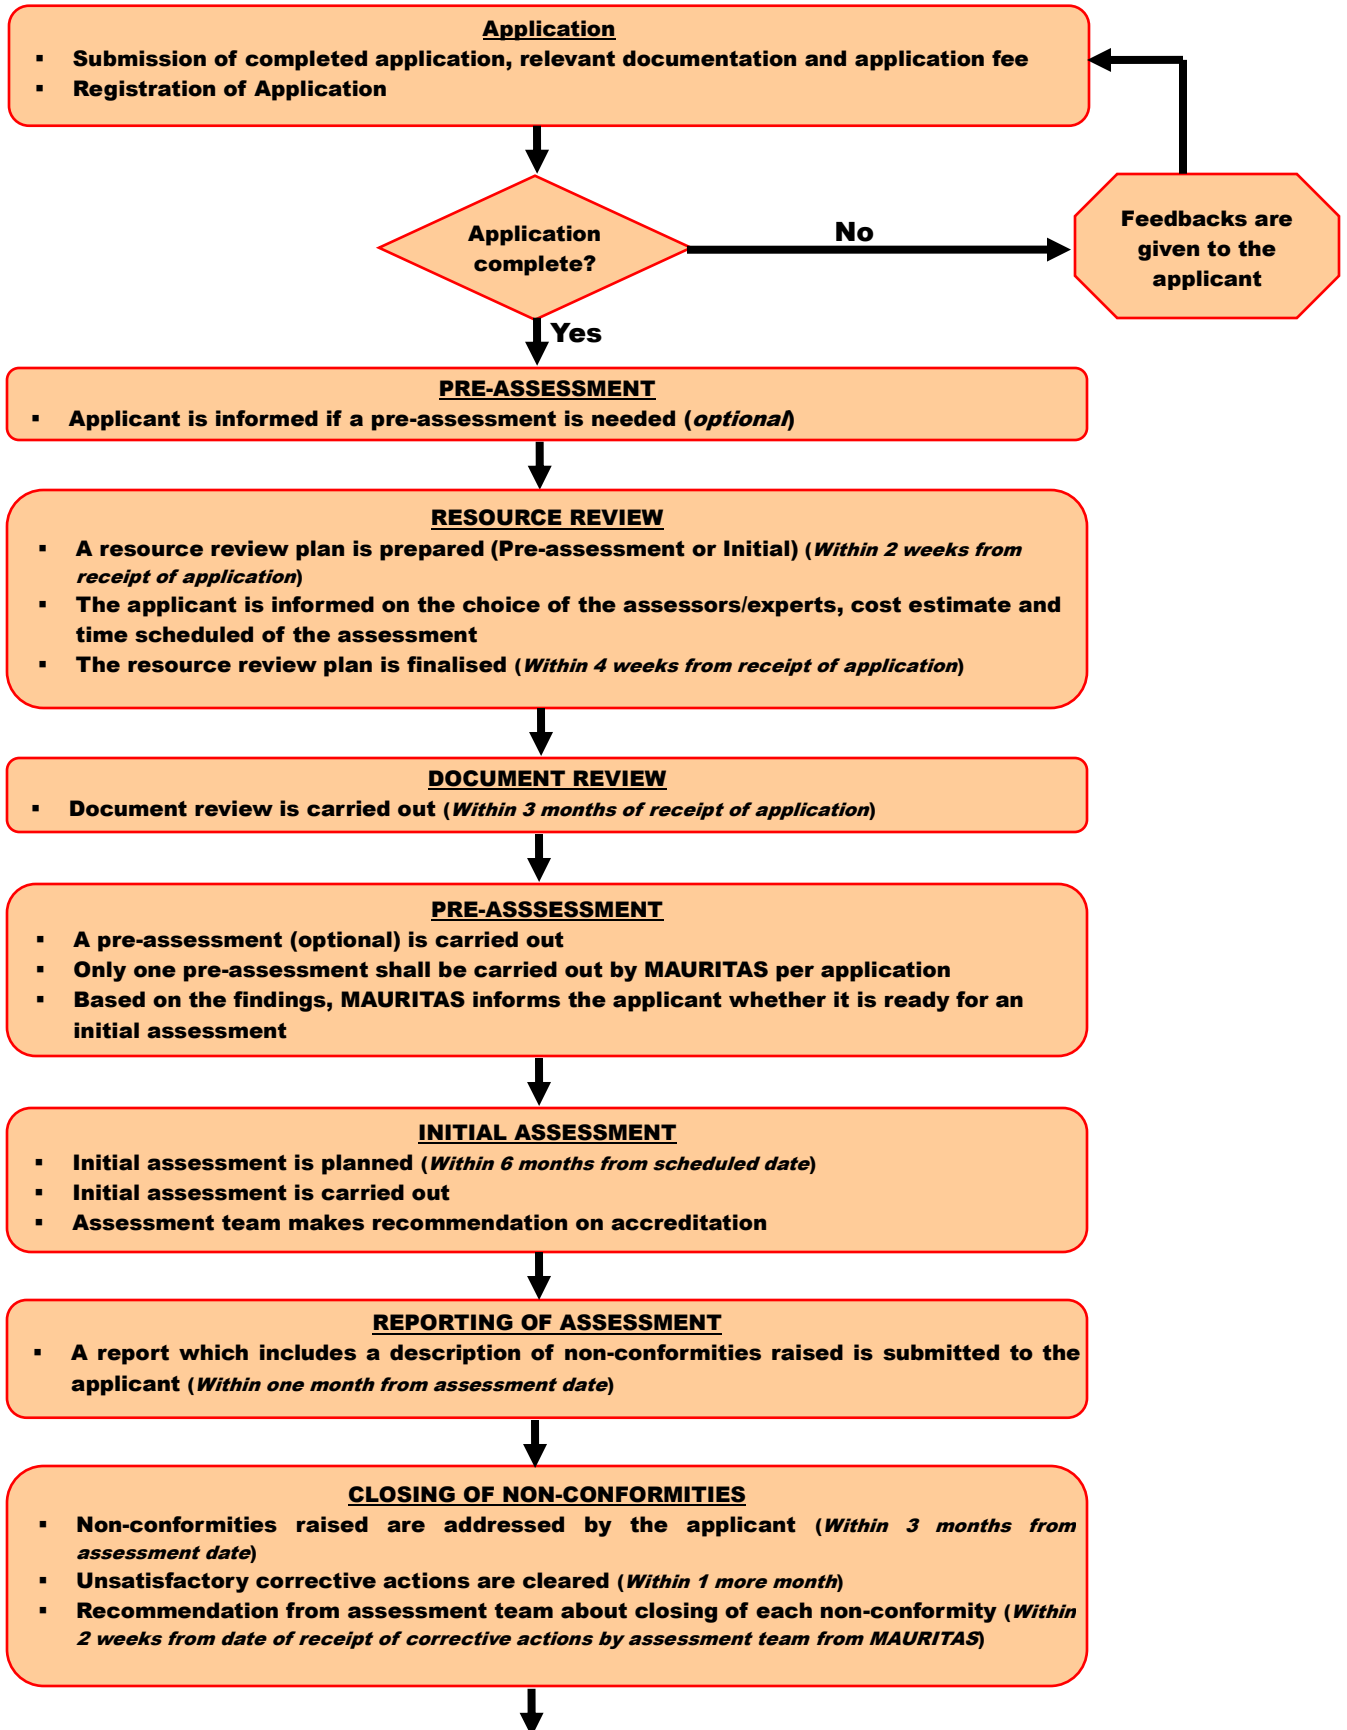 Application
▪ Submission of completed application, relevant documentation and application fee
▪ Registration of Application
Application
complete?
No
Feedbacks are
given to the
applicant
Yes
PRE-ASSESSMENT
▪ Applicant is informed if a pre-assessment is needed (optional)
RESOURCE REVIEW
▪ A resource review plan is prepared (Pre-assessment or Initial) (Within 2 weeks from
receipt of application)
▪ The applicant is informed on the choice of the assessors/experts, cost estimate and
time scheduled of the assessment
▪ The resource review plan is finalised (Within 4 weeks from receipt of application)
DOCUMENT REVIEW
▪ Document review is carried out (Within 3 months of receipt of application)
PRE-ASSSESSMENT
▪ A pre-assessment (optional) is carried out
▪ Only one pre-assessment shall be carried out by MAURITAS per application
▪ Based on the findings, MAURITAS informs the applicant whether it is ready for an
initial assessment
INITIAL ASSESSMENT
▪ Initial assessment is planned (Within 6 months from scheduled date)
▪ Initial assessment is carried out
▪ Assessment team makes recommendation on accreditation
REPORTING OF ASSESSMENT
▪ A report which includes a description of non-conformities raised is submitted to the
applicant (Within one month from assessment date)
CLOSING OF NON-CONFORMITIES
▪ Non-conformities raised are addressed by the applicant (Within 3 months from
assessment date)
▪ Unsatisfactory corrective actions are cleared (Within 1 more month)
▪ Recommendation from assessment team about closing of each non-conformity (Within
2 weeks from date of receipt of corrective actions by assessment team from MAURITAS)